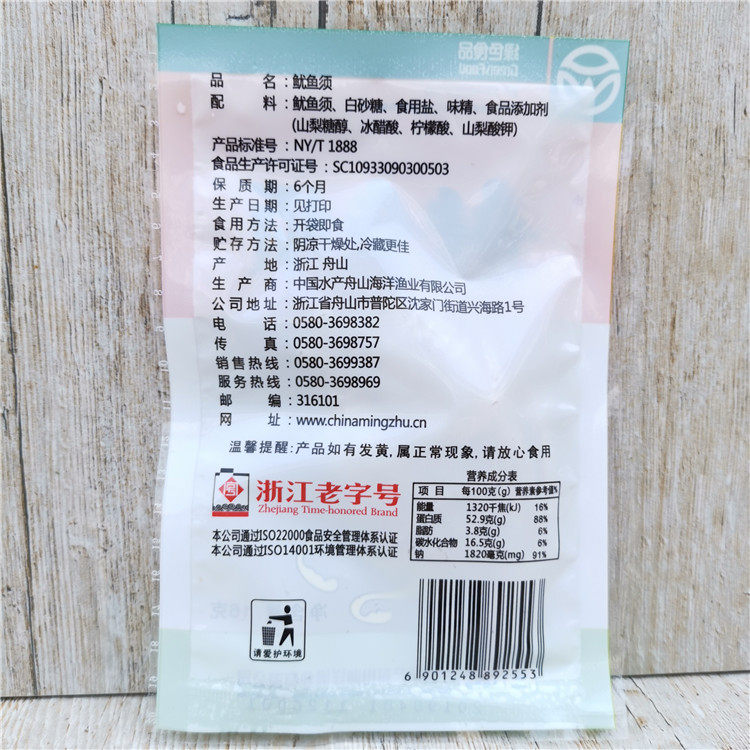 品名：鱿鱼须
配料：鱿鱼须、白砂糖、食用盐、味精、食品添加剂
(山梨糖醇、冰醋酸、柠檬酸、山梨酸钾)
产品标准号：NY/T 1888
食品生产许可证号：SC10933090300503
保质期：6个月
生产日期：见打印
食用方法：开袋即食
贮存方法：阴凉干燥处,冷藏更佳
产地：浙江 舟山
生产商：中国水产舟山海洋渔业有限公司
公司地址：浙江省舟山市普陀区沈家门街道兴海路1号
电话：0580-3698382
传真：0580-3698757
销售热线：0580-3699387
服务热线：0580-3698969
邮编：316101
网址：www.chinamingzhu.cn
温馨提醒：产品如有发黄,属正常现象,请放心食用
浙江老字号
Zhejiang Time-honored Brand
本公司通过ISO22000食品安全管理体系认证
本公司通过ISO14001环境管理体系认证
营养成分表
项目 每100克(g) 营养素参考值%
能量 1320千焦(kJ) 16%
蛋白质 52.9克(g) 88%
脂肪 3.8克(g) 6%
碳水化合物 16.5克(g) 6%
钠 1820毫克(mg) 91%
请爱护环境
6 901248 892553
绿色食品
GreenFood